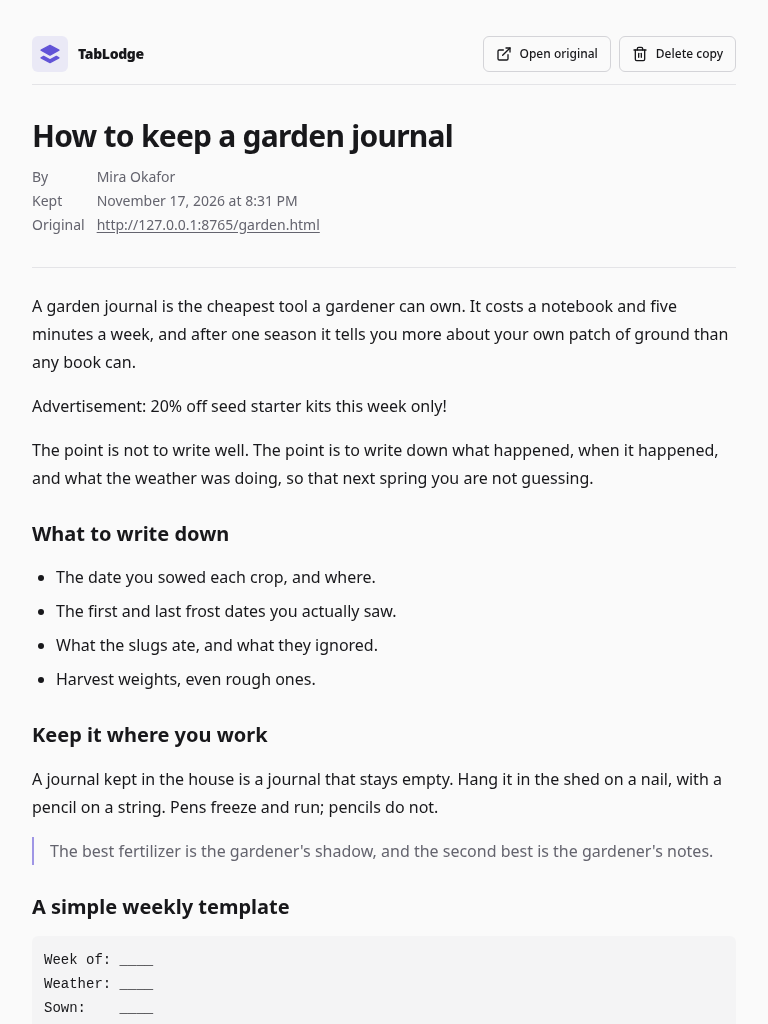 TabLodge
Open original
Delete copy
How to keep a garden journal
By Mira Okafor
Kept November 17, 2026 at 8:31 PM
Original http://127.0.0.1:8765/garden.html
A garden journal is the cheapest tool a gardener can own. It costs a notebook and five
minutes a week, and after one season it tells you more about your own patch of ground than
any book can.
Advertisement: 20% off seed starter kits this week only!
The point is not to write well. The point is to write down what happened, when it happened,
and what the weather was doing, so that next spring you are not guessing.
What to write down
• The date you sowed each crop, and where.
• The first and last frost dates you actually saw.
• What the slugs ate, and what they ignored.
• Harvest weights, even rough ones.
Keep it where you work
A journal kept in the house is a journal that stays empty. Hang it in the shed on a nail, with a
pencil on a string. Pens freeze and run; pencils do not.
The best fertilizer is the gardener's shadow, and the second best is the gardener's notes.
A simple weekly template
Week of: ____
Weather: ____
Sown:    ____